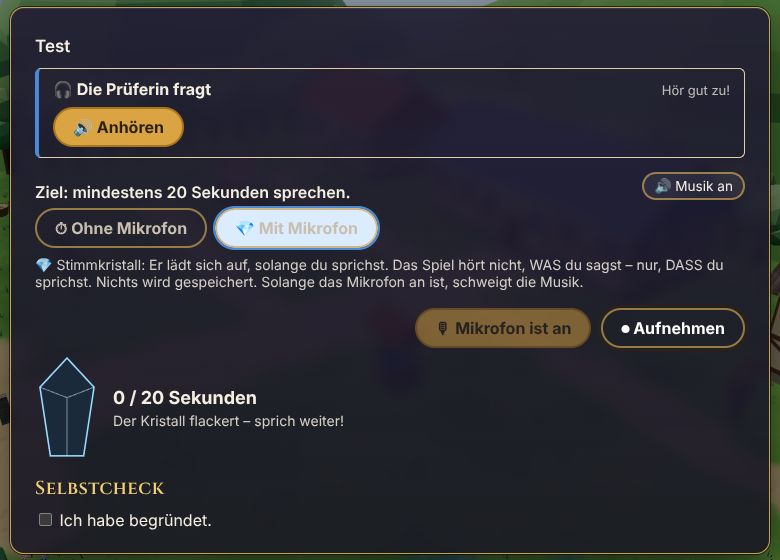 Test
🎧 Die Prüferin fragt
Hör gut zu!
🔊 Anhören
Ziel: mindestens 20 Sekunden sprechen.
🔊 Musik an
⏱ Ohne Mikrofon
💎 Mit Mikrofon
💎 Stimmkristall: Er lädt sich auf, solange du sprichst. Das Spiel hört nicht, WAS du sagst – nur, DASS du
sprichst. Nichts wird gespeichert. Solange das Mikrofon an ist, schweigt die Musik.
🎙 Mikrofon ist an
● Aufnehmen
0 / 20 Sekunden
Der Kristall flackert – sprich weiter!
SELBSTCHECK
Ich habe begründet.